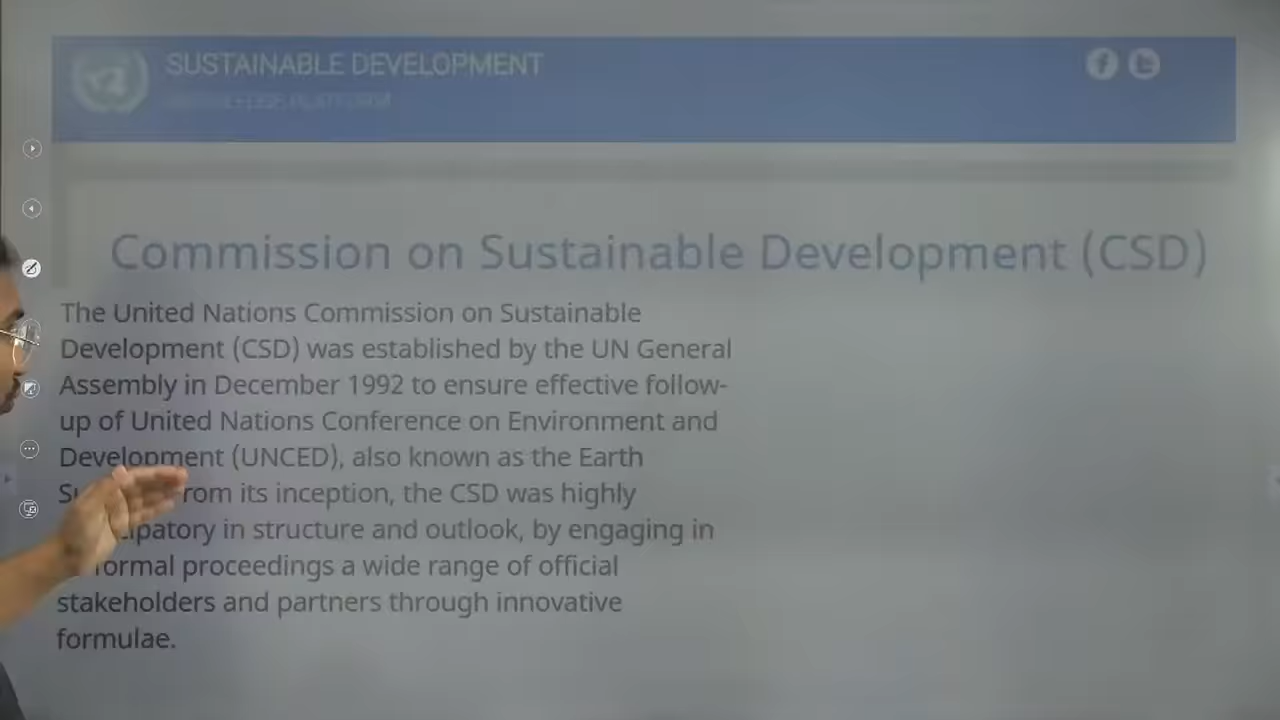 SUSTAINABLE DEVELOPMENT
KNOWLEDGE PLATFORM
Commission on Sustainable Development (CSD)
The United Nations Commission on Sustainable
Development (CSD) was established by the UN General
Assembly in December 1992 to ensure effective follow-
up of United Nations Conference on Environment and
Development (UNCED), also known as the Earth
its inception, the CSD was highly
in structure and outlook, by engaging in
formal proceedings a wide range of official
stakeholders and partners through innovative
formulae.